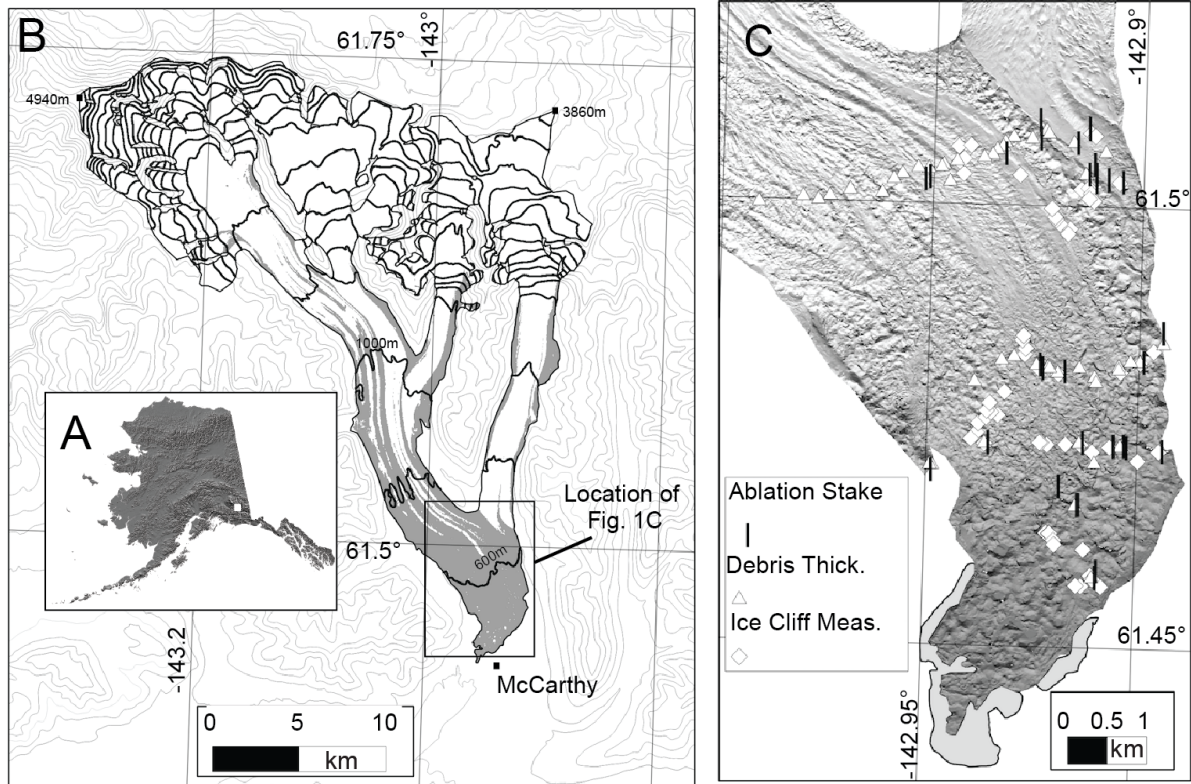 B
61.75°
-143°
4940m
3860m
1000m
A
Location of
Fig. 1C
61.5°
600m
-143.2
McCarthy
0 5 10
km
C
-142.9°
61.5°
Ablation Stake
Debris Thick.
Ice Cliff Meas.
61.45°
-142.95°
0 0.5 1
km